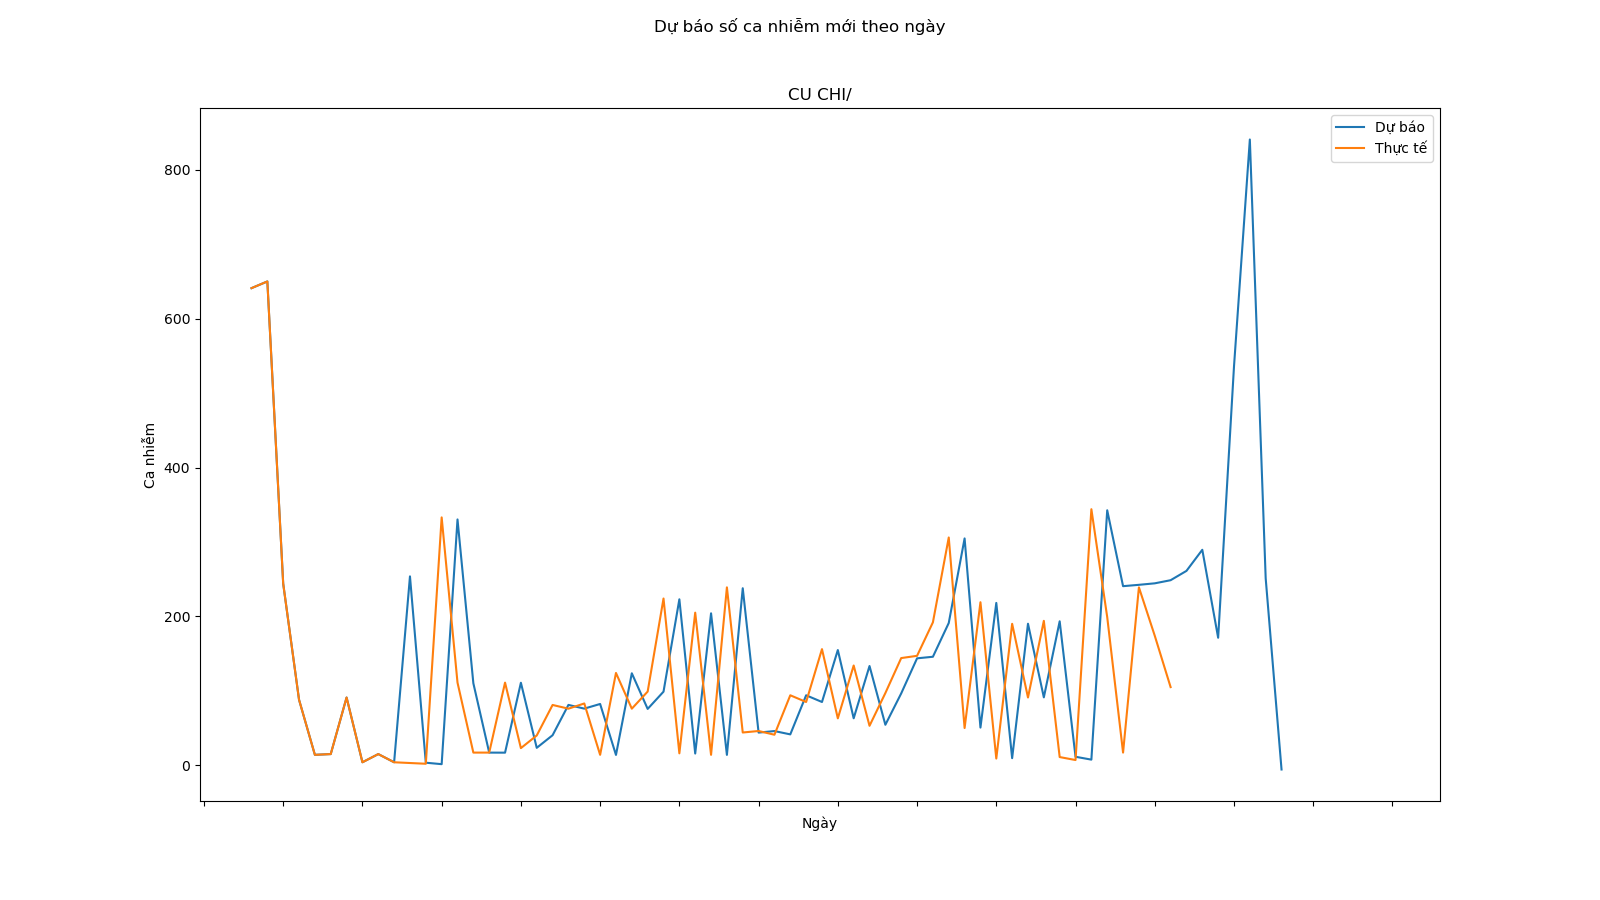 Dự báo số ca nhiễm mới theo ngày
CU CHI/
Dự báo
Thực tế
800
600
400
200
0
Ca nhiễm
Ngày